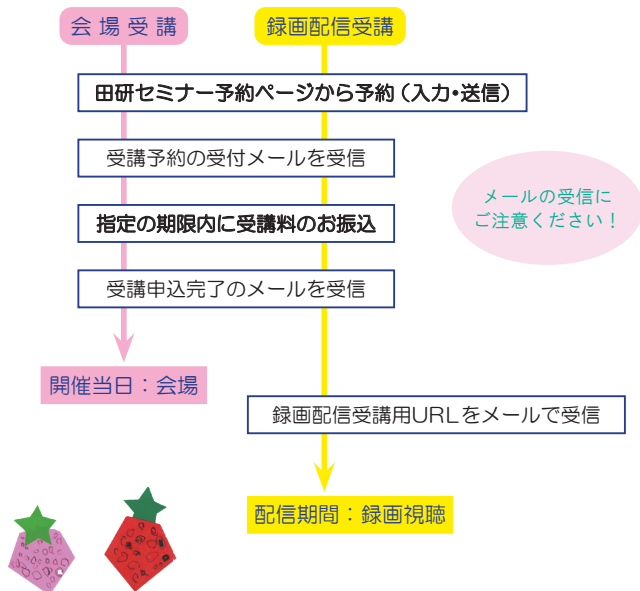 会場受講
録画配信受講
田研セミナー予約ページから予約（入力・送信）
受講予約の受付メールを受信
メールの受信に
ご注意ください！
指定の期限内に受講料のお振込
受講申込完了のメールを受信
開催当日：会場
録画配信受講用URLをメールで受信
配信期間：録画視聴